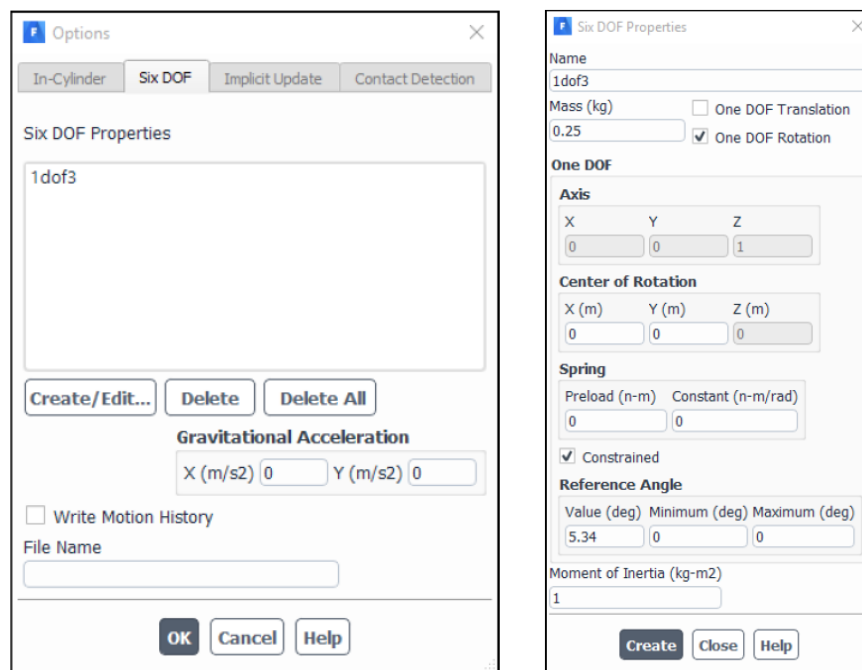 Options
In-Cylinder Six DOF Implicit Update Contact Detection
Six DOF Properties
1dof3
Create/Edit... Delete Delete All
Gravitational Acceleration
X (m/s2) 0 Y (m/s2) 0
Write Motion History
File Name
OK Cancel Help
F Six DOF Properties
Name
1dof3
Mass (kg) One DOF Translation
0.25 One DOF Rotation
One DOF
Axis
X Y Z
0 0 1
Center of Rotation
X (m) Y (m) Z (m)
0 0 0
Spring
Preload (n-m) Constant (n-m/rad)
0 0
Constrained
Reference Angle
Value (deg) Minimum (deg) Maximum (deg)
5.34 0 0
Moment of Inertia (kg-m2)
1
Create Close Help